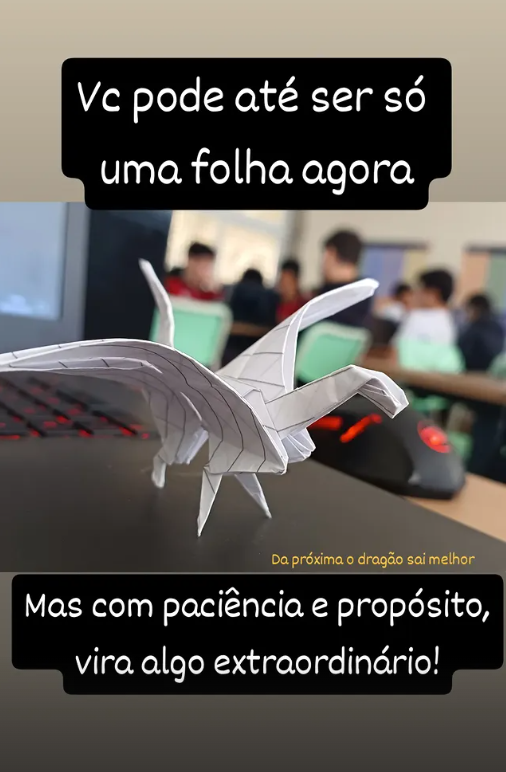 Vc pode até ser só
uma folha agora
Da próxima o dragão sai melhor
Mas com paciência e propósito,
vira algo extraordinário!